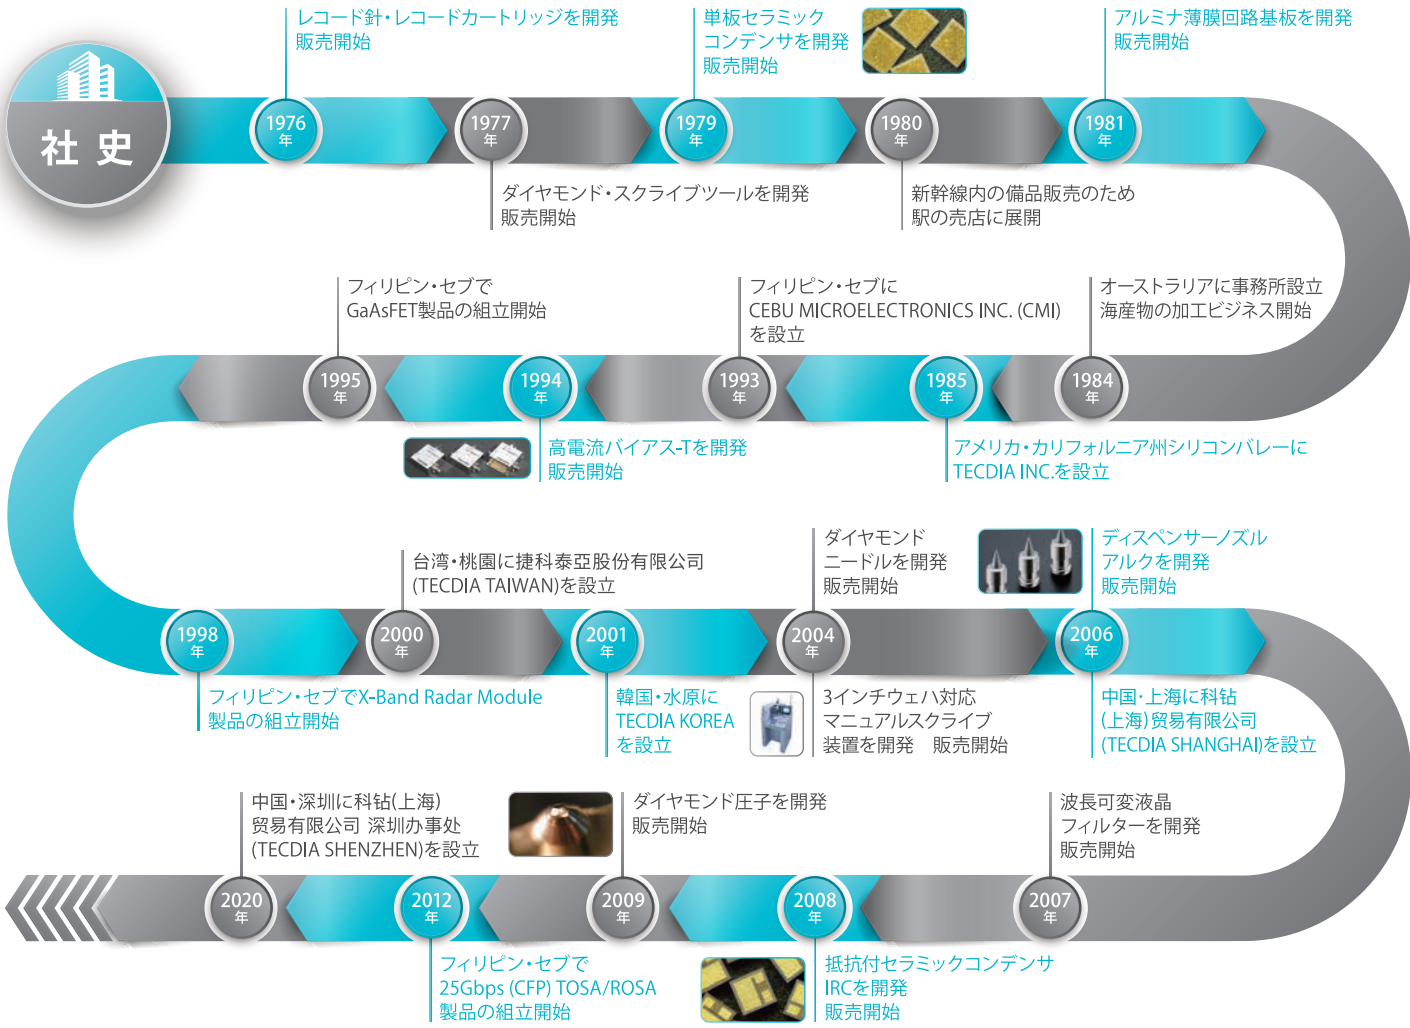 社史
レコード針・レコードカートリッジを開発
販売開始
1976
年
1977
年
ダイヤモンド・スクライブツールを開発
販売開始
単板セラミック
コンデンサを開発
販売開始
1979
年
1980
年
新幹線内の備品販売のため
駅の売店に展開
アルミナ薄膜回路基板を開発
販売開始
1981
年
オーストラリアに事務所設立
海産物の加工ビジネス開始
1984
年
1985
年
アメリカ・カリフォルニア州シリコンバレーに
TECDIA INC.を設立
フィリピン・セブに
CEBU MICROELECTRONICS INC. (CMI)
を設立
1993
年
1994
年
高電流バイアス-Tを開発
販売開始
フィリピン・セブで
GaAsFET製品の組立開始
1995
年
1998
年
フィリピン・セブでX-Band Radar Module
製品の組立開始
台湾・桃園に捷科泰亞股份有限公司
(TECDIA TAIWAN)を設立
2000
年
2001
年
韓国・水原に
TECDIA KOREA
を設立
ダイヤモンド
ニードルを開発
販売開始
2004
年
3インチウェハ対応
マニュアルスクライブ
装置を開発　販売開始
ディスペンサーノズル
アルクを開発
販売開始
2006
年
中国・上海に科钻
(上海)贸易有限公司
(TECDIA SHANGHAI)を設立
波長可変液晶
フィルターを開発
販売開始
2007
年
2008
年
抵抗付セラミックコンデンサ
IRCを開発
販売開始
ダイヤモンド圧子を開発
販売開始
2009
年
2012
年
フィリピン・セブで
25Gbps (CFP) TOSA/ROSA
製品の組立開始
中国・深圳に科钻(上海)
贸易有限公司 深圳办事处
(TECDIA SHENZHEN)を設立
2020
年